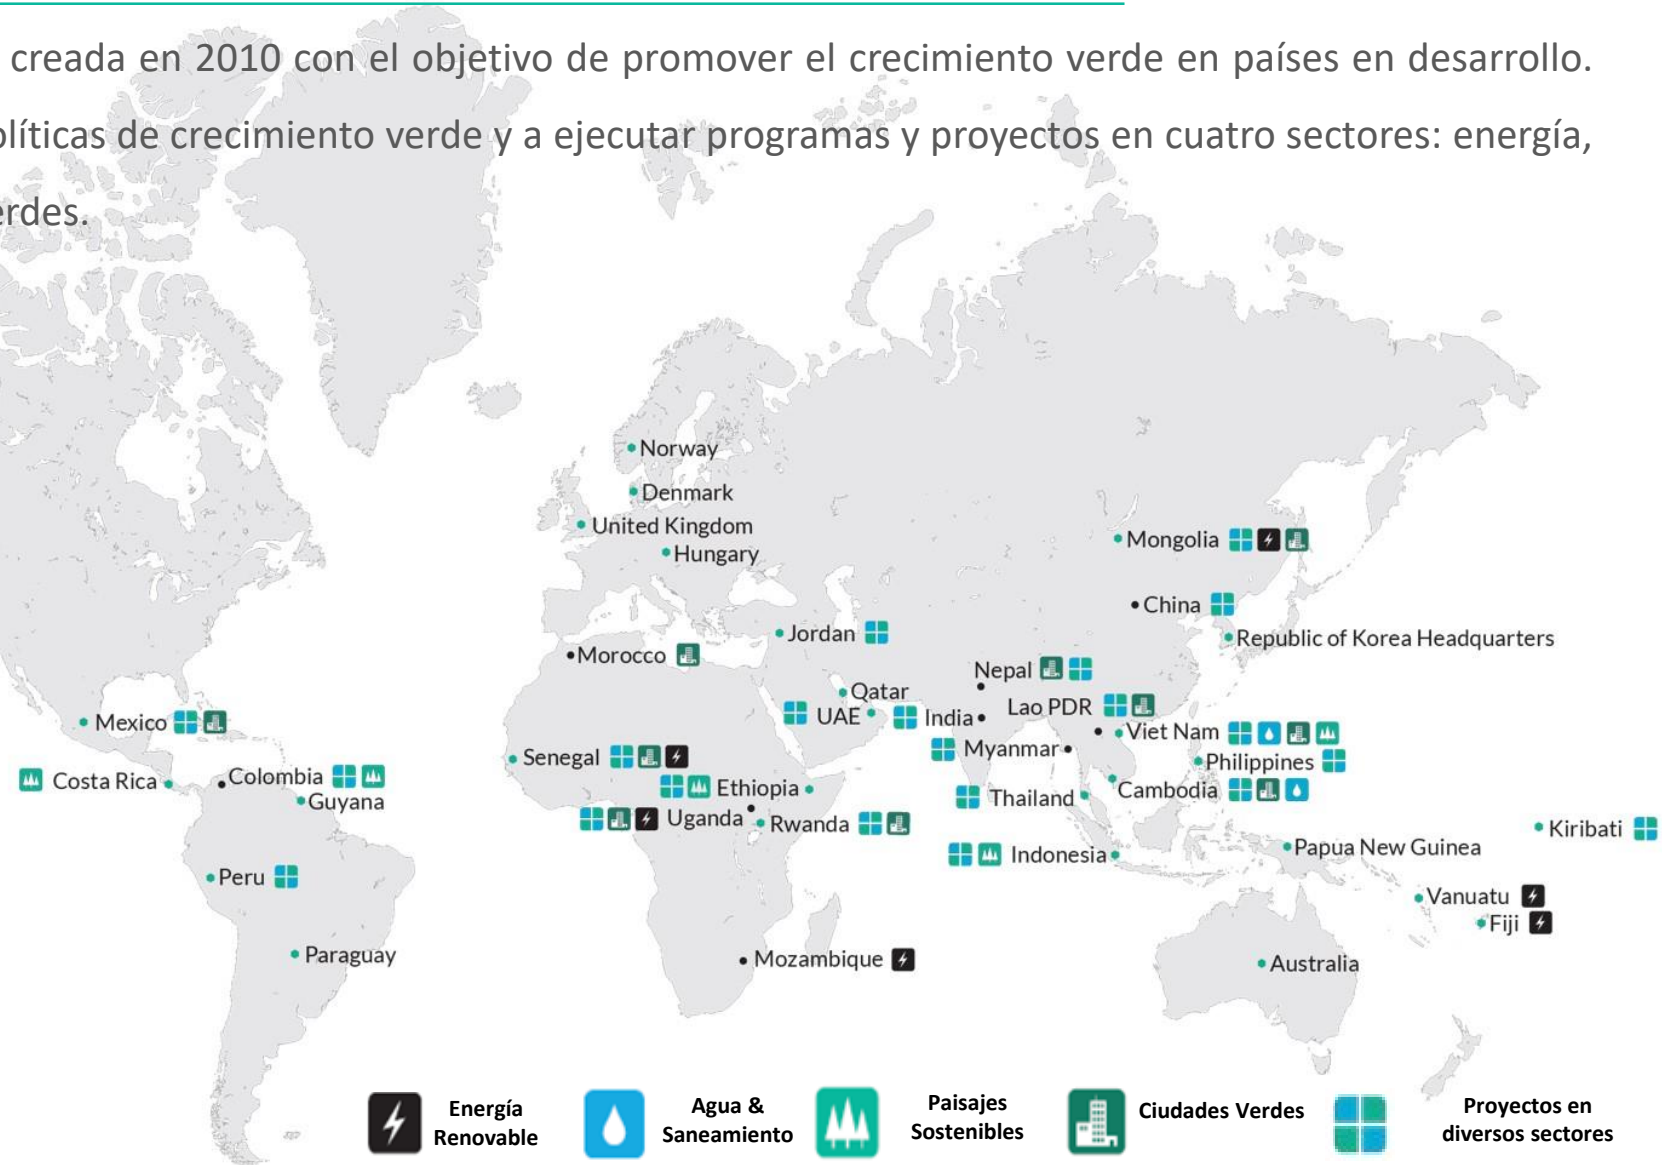 creada en 2010 con el objetivo de promover el crecimiento verde en países en desarrollo.
políticas de crecimiento verde y a ejecutar programas y proyectos en cuatro sectores: energía,
Norway
Denmark
United Kingdom
Hungary
Mongolia
China
Jordan
Republic of Korea Headquarters
Morocco
Nepal
Qatar
Lao PDR
UAE
India
Mexico
Viet Nam
Myanmar
Senegal
Philippines
Costa Rica
Colombia
Ethiopia
Cambodia
Thailand
Guyana
Uganda
Rwanda
Kiribati
Papua New Guinea
Indonesia
Peru
Vanuatu
Fiji
Paraguay
Mozambique
Australia
Energía
Renovable
Agua &
Saneamiento
Paisajes
Sostenibles
Ciudades Verdes
Proyectos en
diversos sectores